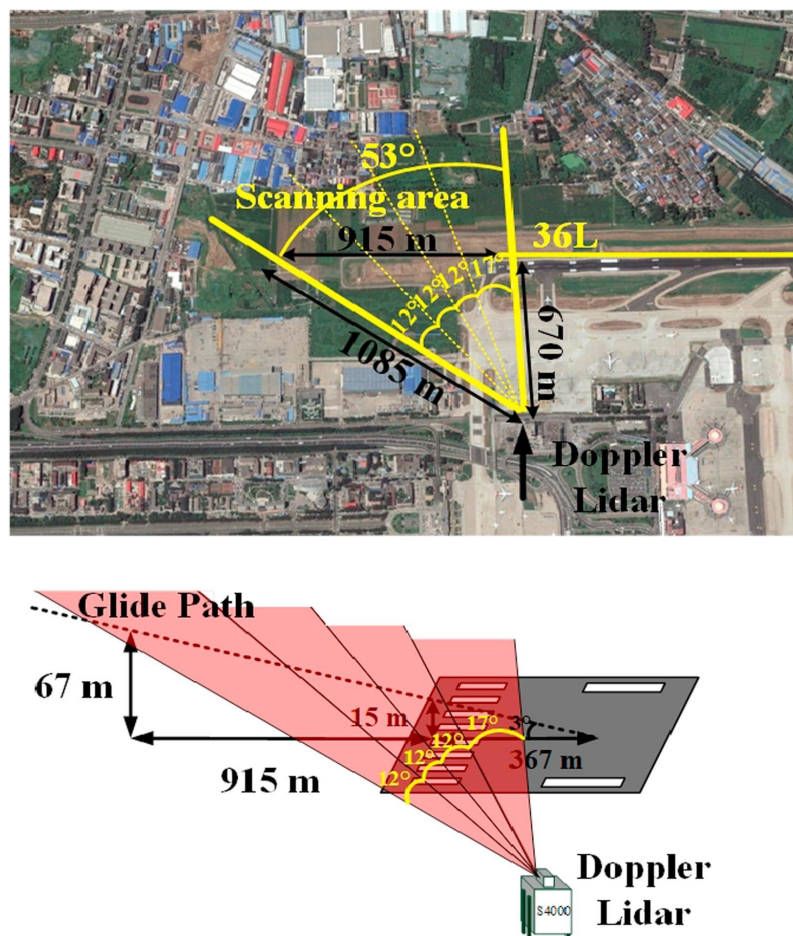 53°
Scanning area
915 m
36L
12°
12°
12°
17°
1085 m
670 m
Doppler
Lidar
Glide Path
67 m
15 m
17°
3°
12°
12°
12°
367 m
915 m
Doppler
Lidar
S4000